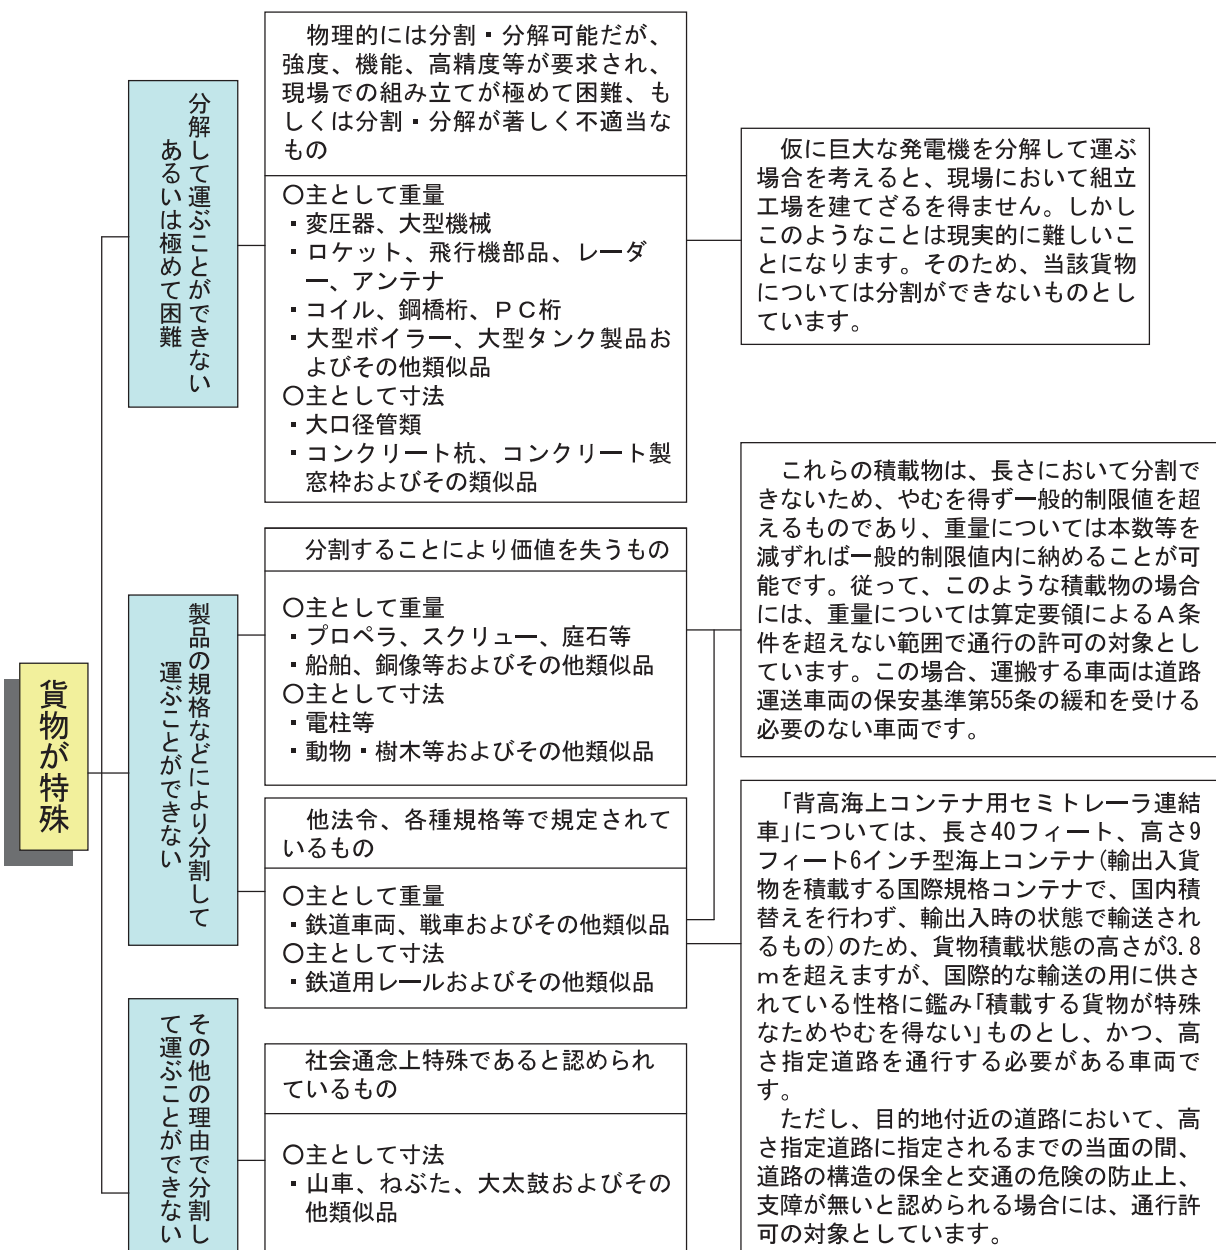 貨物が特殊
分解して運ぶことができない
あるいは極めて困難
物理的には分割・分解可能だが、
強度、機能、高精度等が要求され、
現場での組み立てが極めて困難、も
しくは分割・分解が著しく不適当な
もの
○主として重量
・変圧器、大型機械
・ロケット、飛行機部品、レーダ
ー、アンテナ
・コイル、鋼橋桁、ＰＣ桁
・大型ボイラー、大型タンク製品お
よびその他類似品
○主として寸法
・大口径管類
・コンクリート杭、コンクリート製
窓枠およびその類似品
仮に巨大な発電機を分解して運ぶ
場合を考えると、現場において組立
工場を建てざるを得ません。しかし
このようなことは現実的に難しいこ
とになります。そのため、当該貨物
については分割ができないものとし
ています。
製品の規格などにより分割して
運ぶことができない
分割することにより価値を失うもの
○主として重量
・プロペラ、スクリュー、庭石等
・船舶、銅像等およびその他類似品
○主として寸法
・電柱等
・動物・樹木等およびその他類似品
他法令、各種規格等で規定されて
いるもの
○主として重量
・鉄道車両、戦車およびその他類似品
○主として寸法
・鉄道用レールおよびその他類似品
これらの積載物は、長さにおいて分割で
きないため、やむを得ず一般的制限値を超
えるものであり、重量については本数等を
減ずれば一般的制限値内に納めることが可
能です。従って、このような積載物の場合
には、重量については算定要領によるＡ条
件を超えない範囲で通行の許可の対象とし
ています。この場合、運搬する車両は道路
運送車両の保安基準第55条の緩和を受ける
必要のない車両です。
「背高海上コンテナ用セミトレーラ連結
車」については、長さ40フィート、高さ9
フィート6インチ型海上コンテナ(輸出入貨
物を積載する国際規格コンテナで、国内積
替えを行わず、輸出入時の状態で輸送され
るもの)のため、貨物積載状態の高さが3.8
ｍを超えますが、国際的な輸送の用に供さ
れている性格に鑑み「積載する貨物が特殊
なためやむを得ない」ものとし、かつ、高
さ指定道路を通行する必要がある車両で
す。
ただし、目的地付近の道路において、高
さ指定道路に指定されるまでの当面の間、
道路の構造の保全と交通の危険の防止上、
支障が無いと認められる場合には、通行許
可の対象としています。
その他の理由で分割し
て運ぶことができない
社会通念上特殊であると認められ
ているもの
○主として寸法
・山車、ねぶた、大太鼓およびその
他類似品